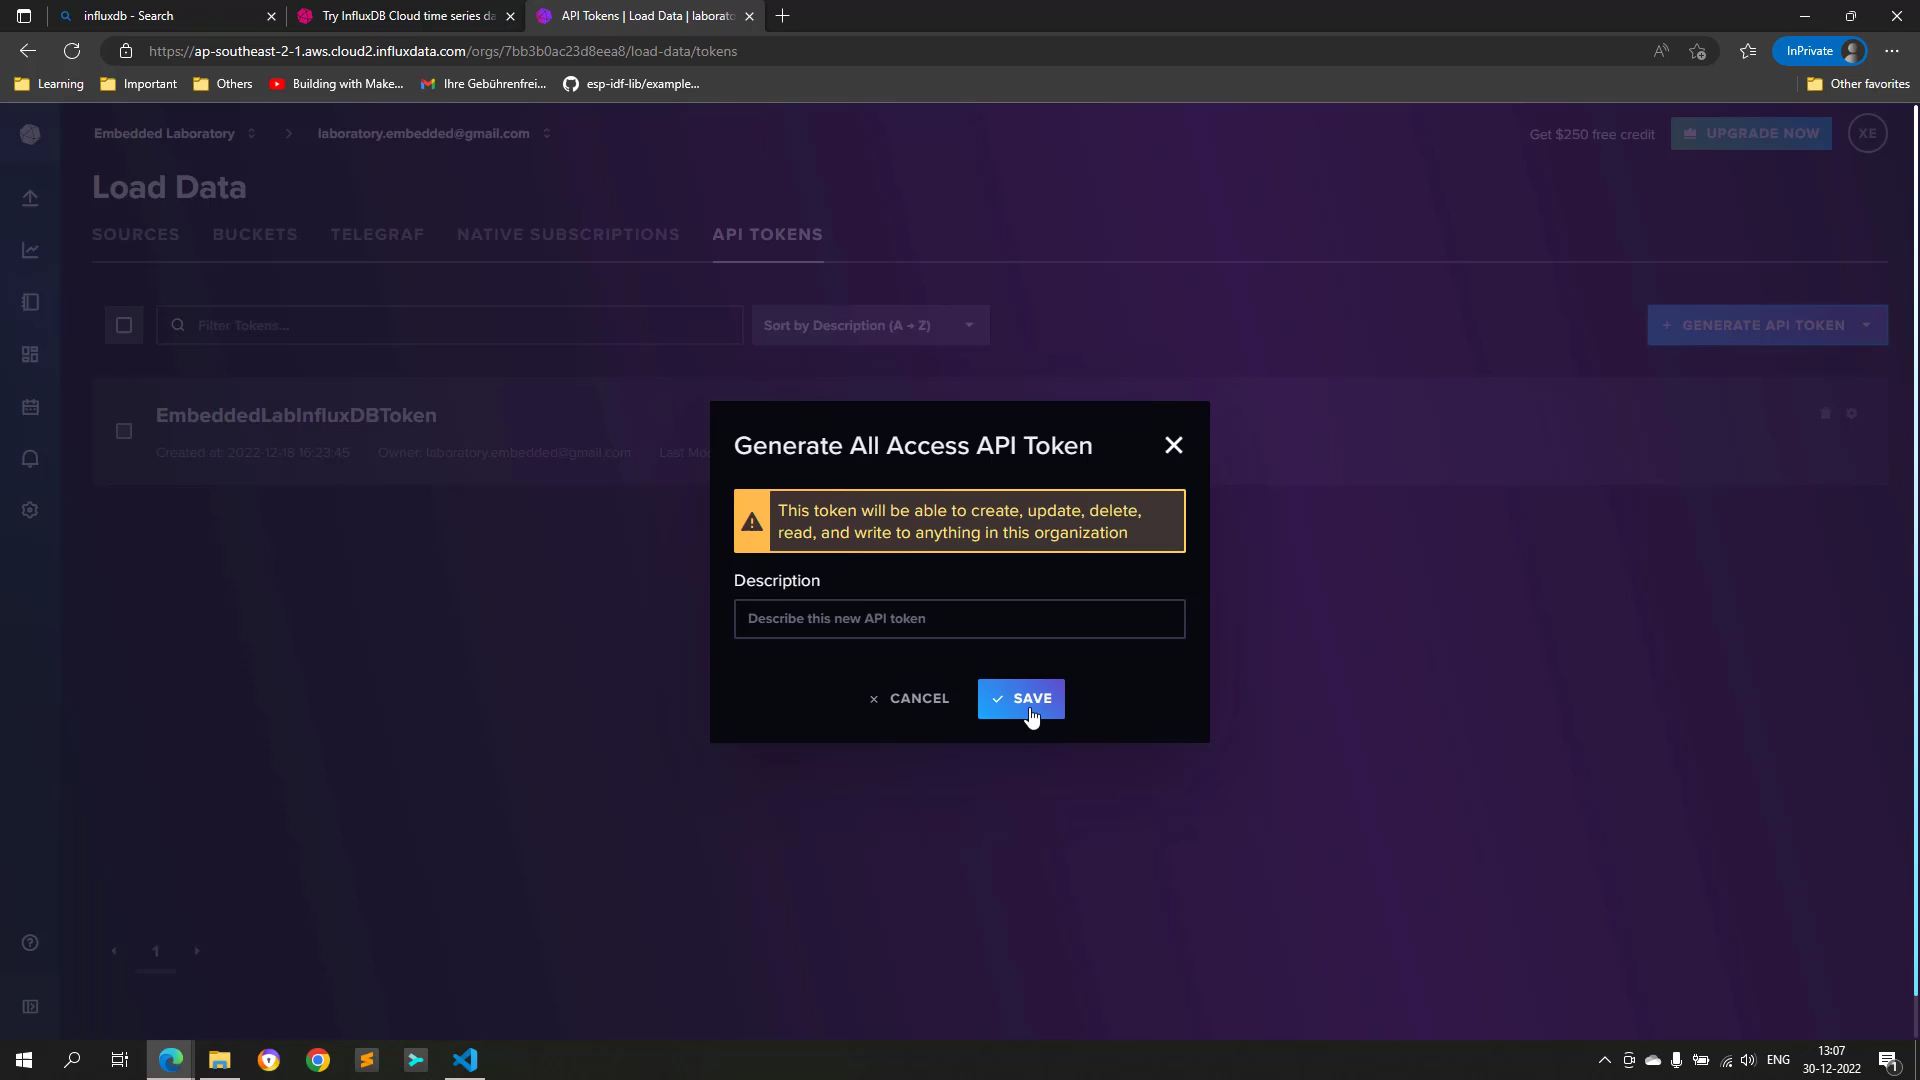 influxdb - Search
Try InfluxDB Cloud time series da
API Tokens | Load Data | laborato
https://ap-southeast-2-1.aws.cloud2.influxdata.com/orgs/7bb3b0ac23d8eea8/load-data/tokens
InPrivate
Learning
Important
Others
Building with Make...
Ihre Gebührenfrei...
esp-idf-lib/example...
Other favorites
Embedded Laboratory
laboratory.embedded@gmail.com
Get $250 free credit
UPGRADE NOW
XE
Load Data
SOURCES
BUCKETS
TELEGRAF
NATIVE SUBSCRIPTIONS
API TOKENS
Filter Tokens...
Sort by Description (A → Z)
+ GENERATE API TOKEN
EmbeddedLabInfluxDBToken
Created at: 2022-12-18 16:23:45
Owner: laboratory.embedded@gmail.com
Last Mo
Generate All Access API Token
This token will be able to create, update, delete,
read, and write to anything in this organization
Description
Describe this new API token
CANCEL
SAVE
1
ENG
13:07
30-12-2022
1